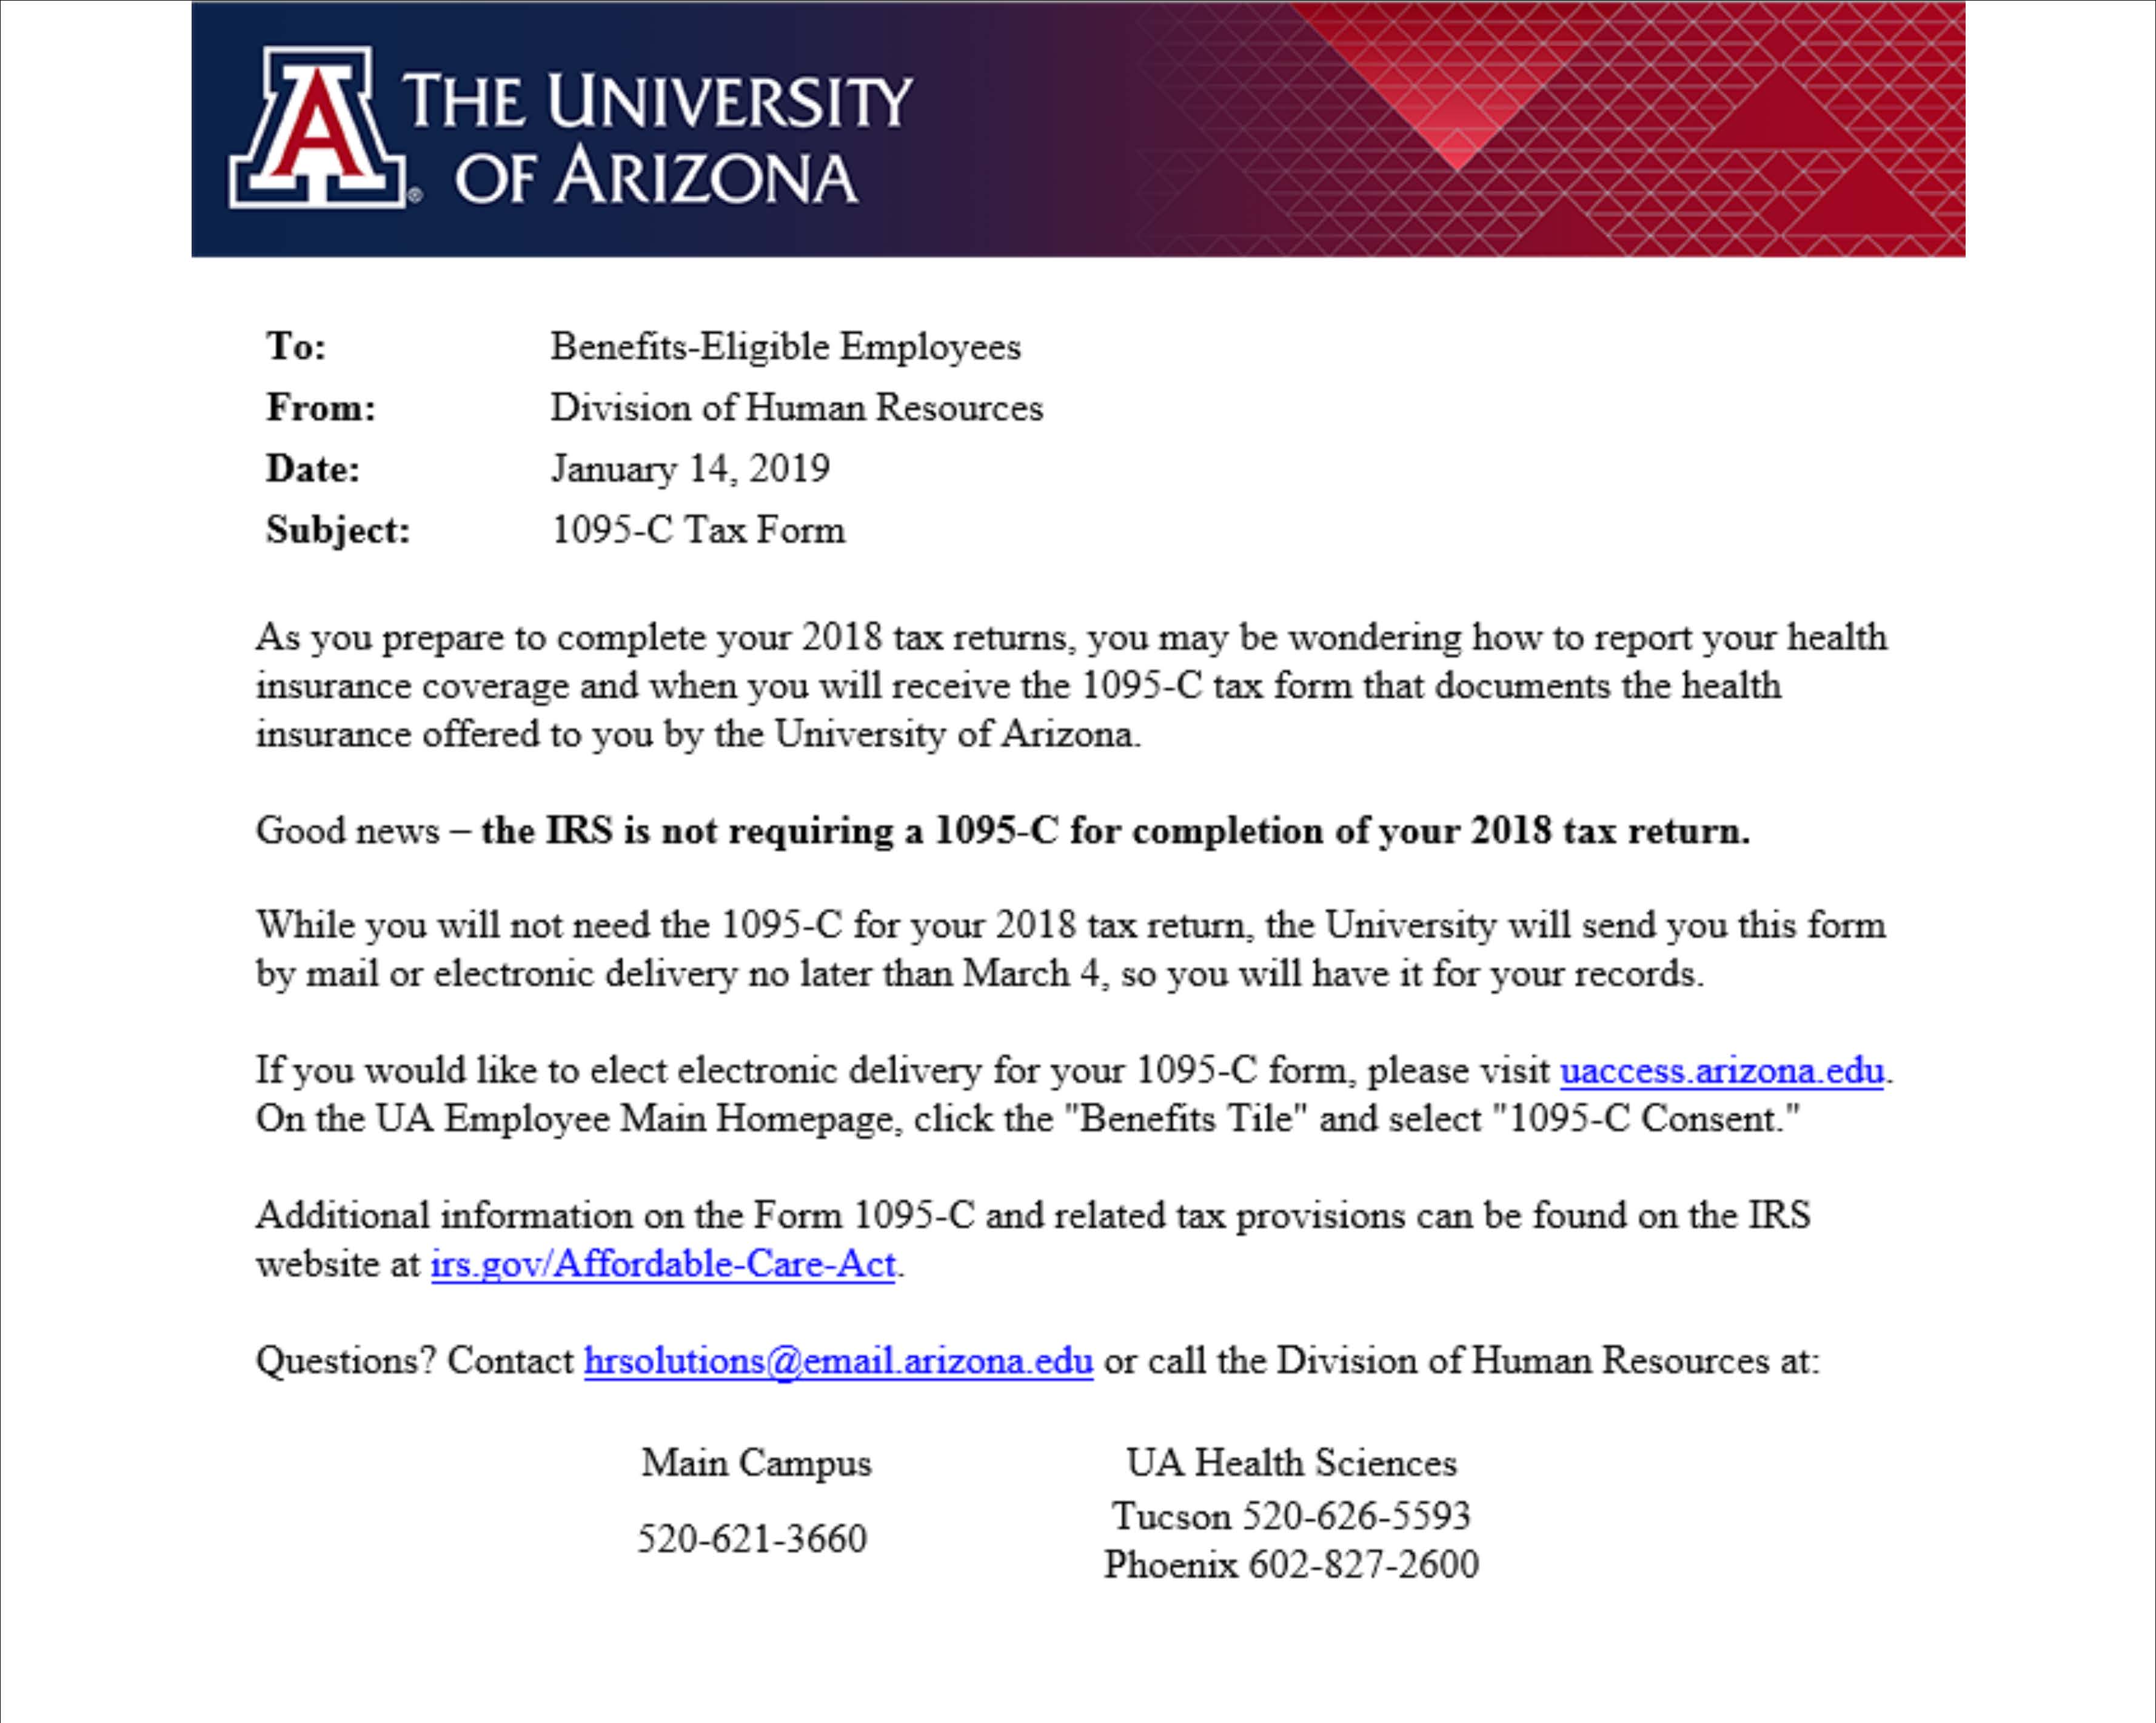 THE UNIVERSITY
OF ARIZONA
A
®
To: Benefits-Eligible Employees
From: Division of Human Resources
Date: January 14, 2019
Subject: 1095-C Tax Form
As you prepare to complete your 2018 tax returns, you may be wondering how to report your health
insurance coverage and when you will receive the 1095-C tax form that documents the health
insurance offered to you by the University of Arizona.
Good news – the IRS is not requiring a 1095-C for completion of your 2018 tax return.
While you will not need the 1095-C for your 2018 tax return, the University will send you this form
by mail or electronic delivery no later than March 4, so you will have it for your records.
If you would like to elect electronic delivery for your 1095-C form, please visit uaccess.arizona.edu.
On the UA Employee Main Homepage, click the "Benefits Tile" and select "1095-C Consent."
Additional information on the Form 1095-C and related tax provisions can be found on the IRS
website at irs.gov/Affordable-Care-Act.
Questions? Contact hrsolutions@email.arizona.edu or call the Division of Human Resources at:
Main Campus
520-621-3660
UA Health Sciences
Tucson 520-626-5593
Phoenix 602-827-2600